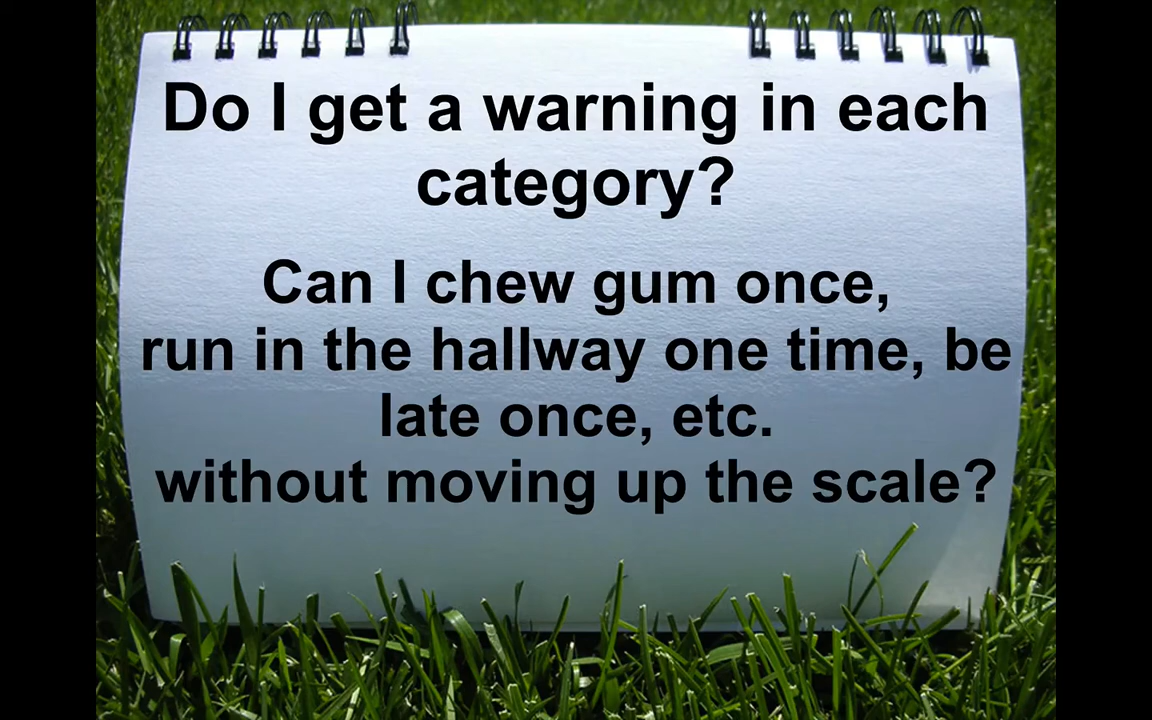 Do I get a warning in each
category?
Can I chew gum once,
run in the hallway one time, be
late once, etc.
without moving up the scale?